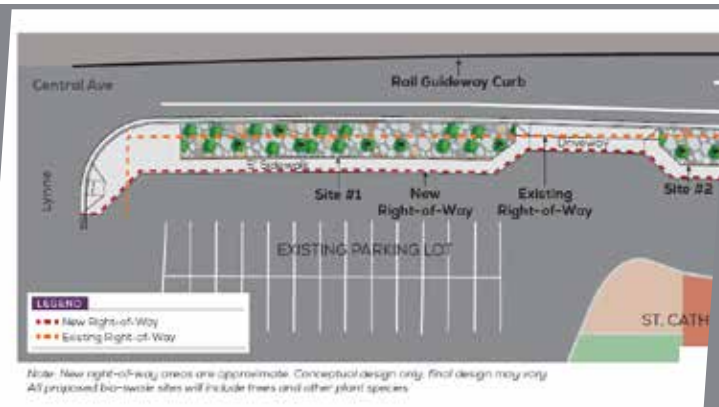 Central Ave
Rail Guideway Curb
Lynne
5' Sidewalk
Driveway
Site #1
New
Right-of-Way
Existing
Right-of-Way
Site #2
EXISTING PARKING LOT
ST. CATH
LEGEND
New Right-of-Way
Existing Right-of-Way
Note: New right-of-way areas are approximate. Conceptual design only; final design may vary.
All proposed bio-swale sites will include trees and other plant species